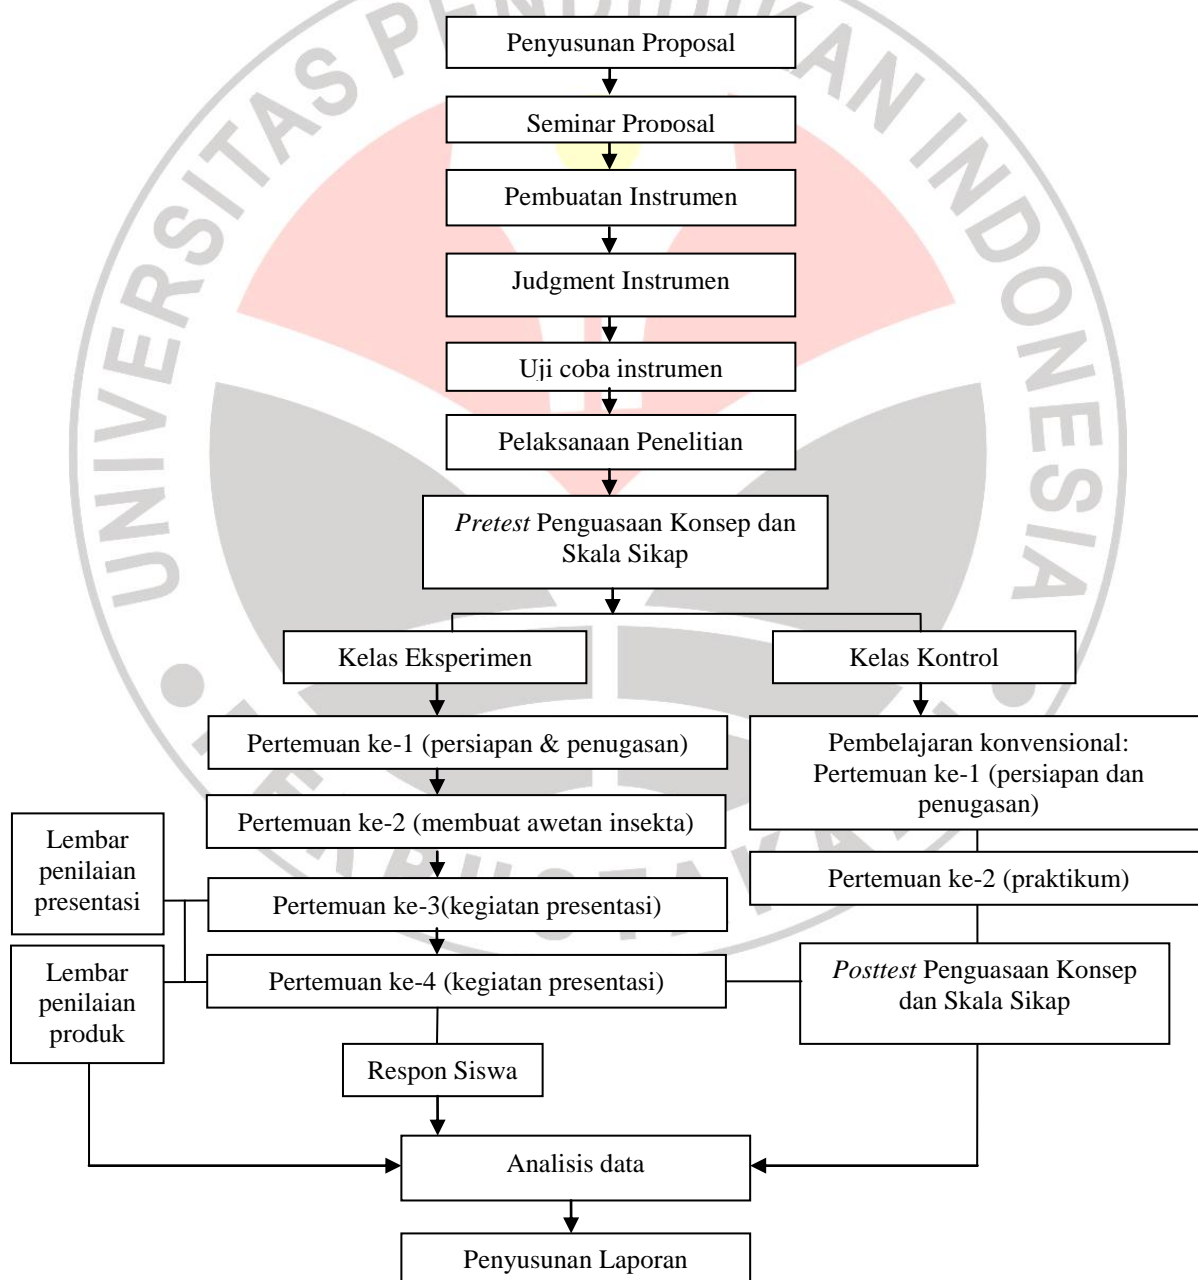 UNIVERSITAS PENDIDIKAN INDONESIA
Penyusunan Proposal
Seminar Proposal
Pembuatan Instrumen
Judgment Instrumen
Uji coba instrumen
Pelaksanaan Penelitian
Pretest Penguasaan Konsep dan
Skala Sikap
Kelas Eksperimen
Kelas Kontrol
Pertemuan ke-1 (persiapan & penugasan)
Pembelajaran konvensional:
Pertemuan ke-1 (persiapan dan
penugasan)
Pertemuan ke-2 (membuat awetan insekta)
Lembar
penilaian
presentasi
Pertemuan ke-2 (praktikum)
Pertemuan ke-3(kegiatan presentasi)
Lembar
penilaian
produk
Pertemuan ke-4 (kegiatan presentasi)
Posttest Penguasaan Konsep
dan Skala Sikap
Respon Siswa
Analisis data
Penyusunan Laporan